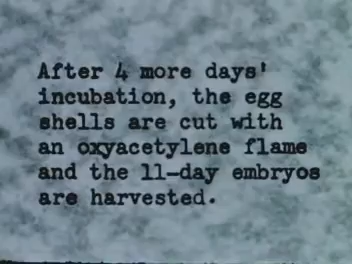 After 4 more days'
incubation, the egg
shells are cut with
an oxyacetylene flame
and the 11-day embryos
are harvested.